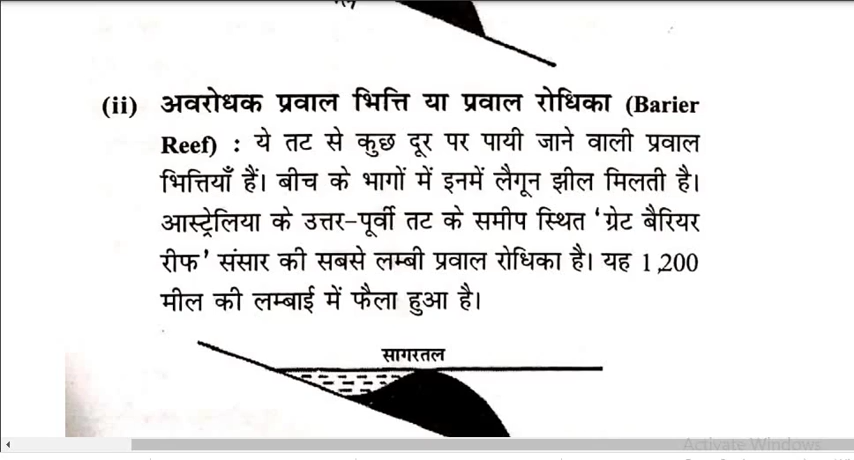 (ii) अवरोधक प्रवाल भित्ति या प्रवाल रोधिका (Barier
Reef) : ये तट से कुछ दूर पर पायी जाने वाली प्रवाल
भित्तियाँ हैं। बीच के भागों में इनमें लैगून झील मिलती है।
आस्ट्रेलिया के उत्तर-पूर्वी तट के समीप स्थित ‘ग्रेट बैरियर
रीफ’ संसार की सबसे लम्बी प्रवाल रोधिका है। यह 1,200
मील की लम्बाई में फैला हुआ है।
सागरतल
Activate Windows